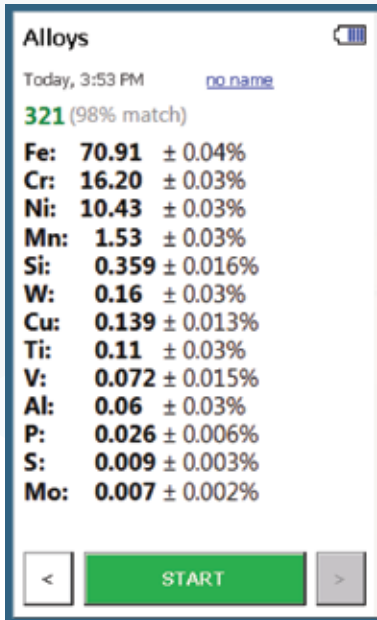 Alloys
Today, 3:53 PM no name
321 (98% match)
Fe: 70.91 ± 0.04%
Cr: 16.20 ± 0.03%
Ni: 10.43 ± 0.03%
Mn: 1.53 ± 0.03%
Si: 0.359 ± 0.016%
W: 0.16 ± 0.03%
Cu: 0.139 ± 0.013%
Ti: 0.11 ± 0.03%
V: 0.072 ± 0.015%
Al: 0.06 ± 0.03%
P: 0.026 ± 0.006%
S: 0.009 ± 0.003%
Mo: 0.007 ± 0.002%
< START >